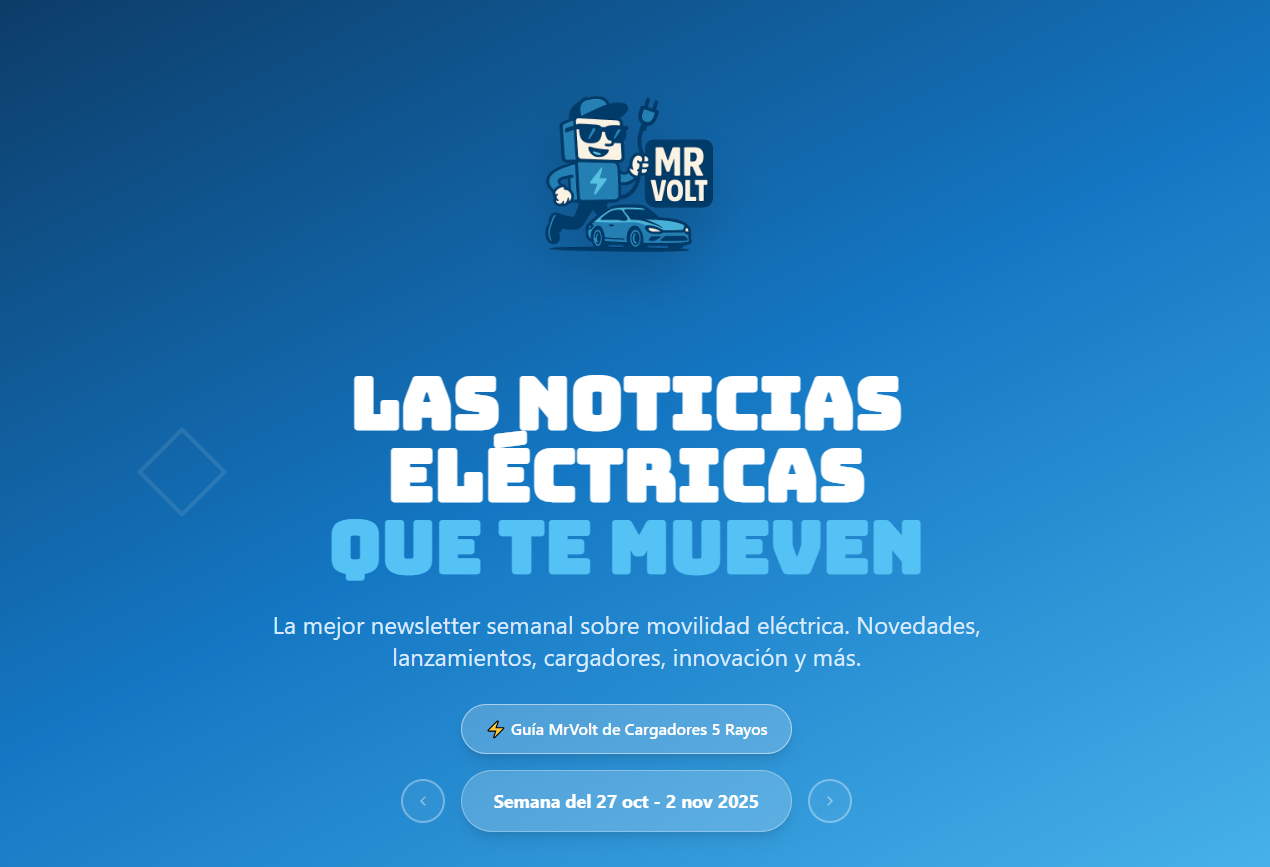 MR
VOLT
LAS NOTICIAS
ELÉCTRICAS
QUE TE MUEVEN
La mejor newsletter semanal sobre movilidad eléctrica. Novedades,
lanzamientos, cargadores, innovación y más.
⚡ Guía MrVolt de Cargadores 5 Rayos
Semana del 27 oct - 2 nov 2025